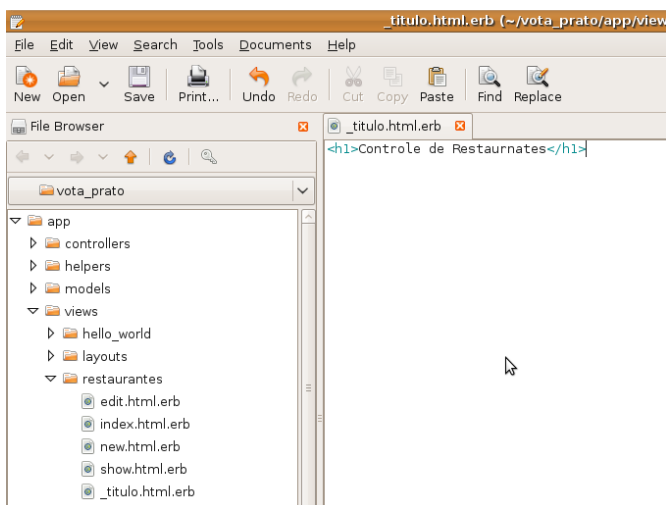 _titulo.html.erb (~/vota_prato/app/view
File Edit View Search Tools Documents Help
New Open Save Print... Undo Redo Cut Copy Paste Find Replace
File Browser
_titulo.html.erb
<h1>Controle de Restaurnates</h1>
vota_prato
app
controllers
helpers
models
views
hello_world
layouts
restaurantes
edit.html.erb
index.html.erb
new.html.erb
show.html.erb
_titulo.html.erb